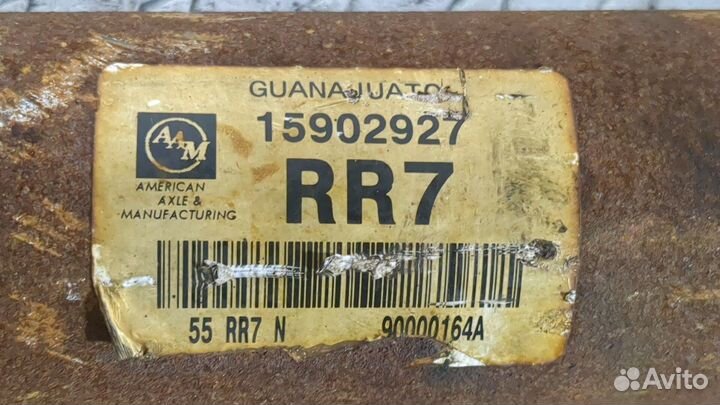 GUANAJUATO
15902927
AAM
RR7
AMERICAN
AXLE &
MANUFACTURING
55 RR7 N
90000164A
Avito